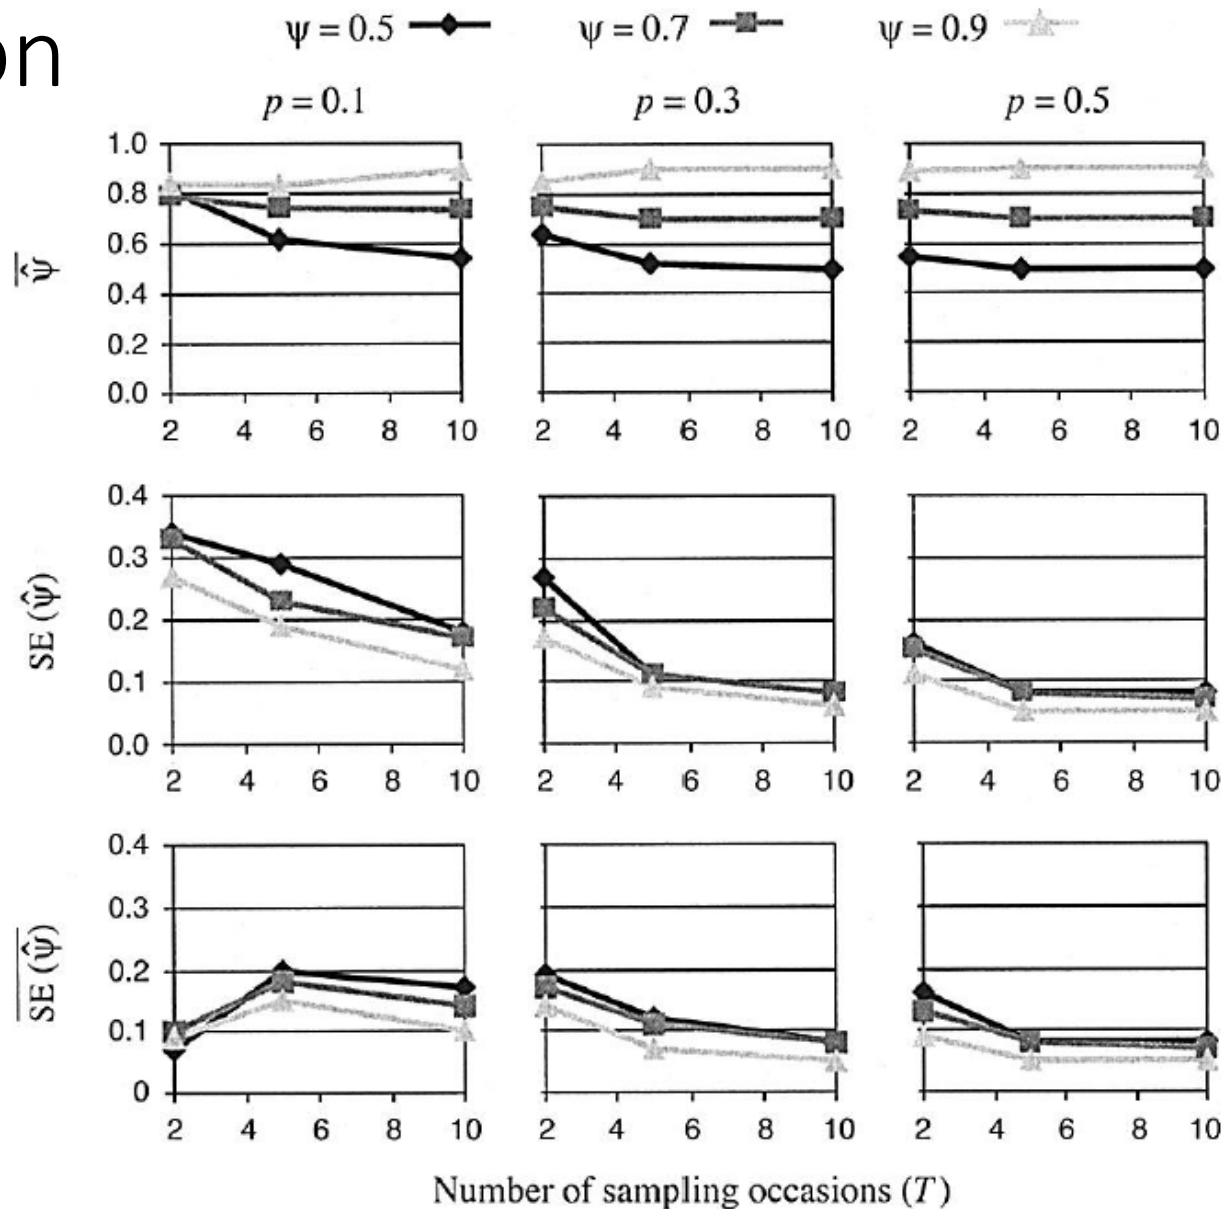 on
ψ = 0.5 ψ = 0.7 ψ = 0.9
p = 0.1 p = 0.3 p = 0.5
1.0
0.8
0.6
0.4
0.2
0.0
2 4 6 8 10 2 4 6 8 10 2 4 6 8 10
\overline{ψ̂}
0.4
0.3
0.2
0.1
0.0
2 4 6 8 10 2 4 6 8 10 2 4 6 8 10
SE (ψ̂)
0.4
0.3
0.2
0.1
0
2 4 6 8 10 2 4 6 8 10 2 4 6 8 10
\overline{SE (ψ̂)}
Number of sampling occasions (T)